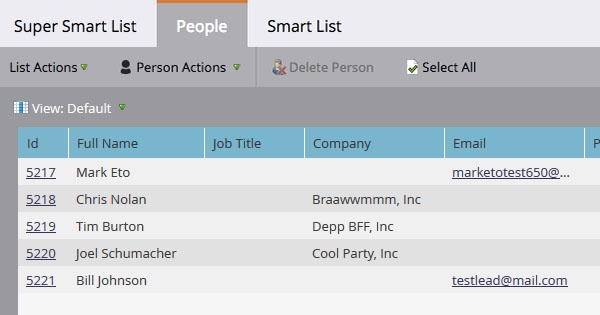 Super Smart List People Smart List
List Actions Person Actions Delete Person Select All
View: Default
Id Full Name Job Title Company Email P
5217 Mark Eto marketotest650@...
5218 Chris Nolan Braawwmmm, Inc
5219 Tim Burton Depp BFF, Inc
5220 Joel Schumacher Cool Party, Inc
5221 Bill Johnson testlead@mail.com